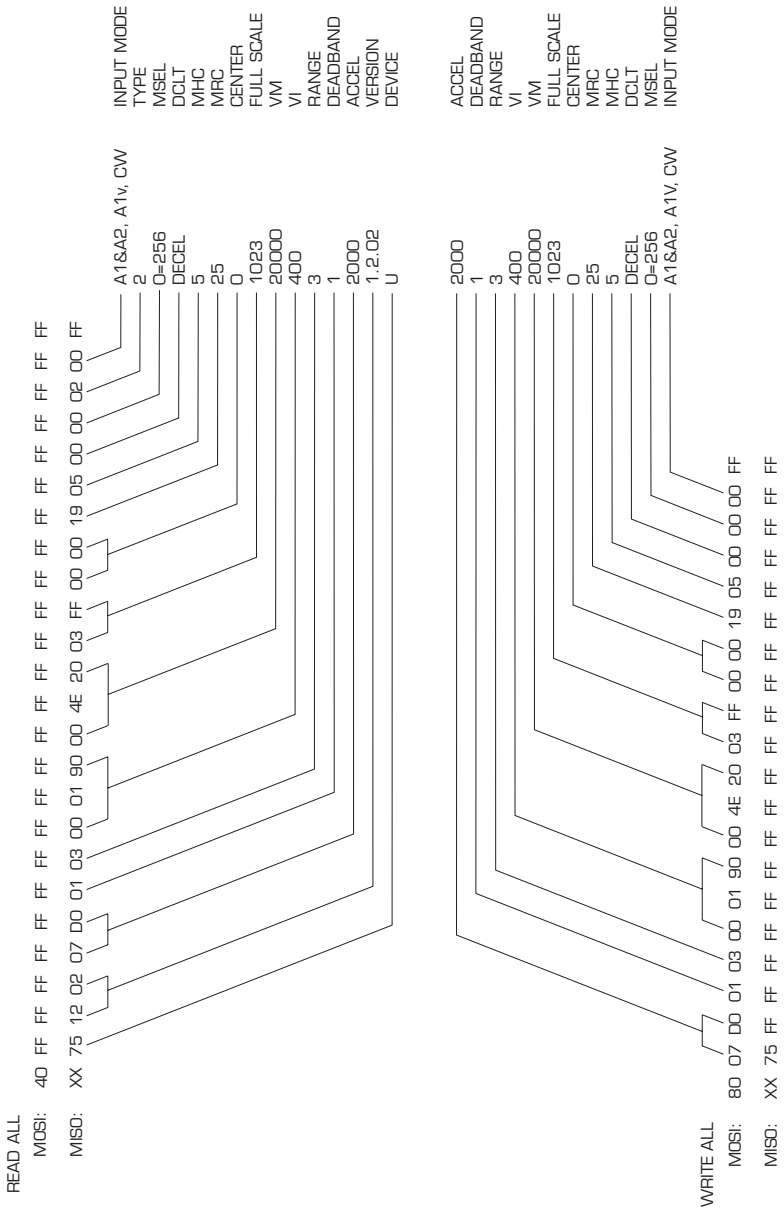 READ ALL
MOSI: 40 FF FF FF FF FF FF FF FF FF FF FF FF FF FF FF FF FF FF FF FF FF FF FF FF
MISO: XX 75 12 02 07 D0 01 03 00 01 90 00 4E 20 03 FF 00 00 19 05 00 00 02 00 FF
A1&A2, A1v, CW INPUT MODE
2 TYPE
0=256 MSEL
DECEL DCLT
5 MHC
25 MRC
0 CENTER
1023 FULL SCALE
20000 VM
400 VI
3 RANGE
1 DEADBAND
2000 ACCEL
1.2.02 VERSION
U DEVICE
2000 ACCEL
1 DEADBAND
3 RANGE
400 VI
20000 VM
1023 FULL SCALE
0 CENTER
25 MRC
5 MHC
DECEL DCLT
0=256 MSEL
A1&A2, A1V, CW INPUT MODE
WRITE ALL
MOSI: 80 07 D0 01 03 00 01 90 00 4E 20 03 FF 00 00 19 05 00 00 00 FF
MISO: XX 75 FF FF FF FF FF FF FF FF FF FF FF FF FF FF FF FF FF FF FF